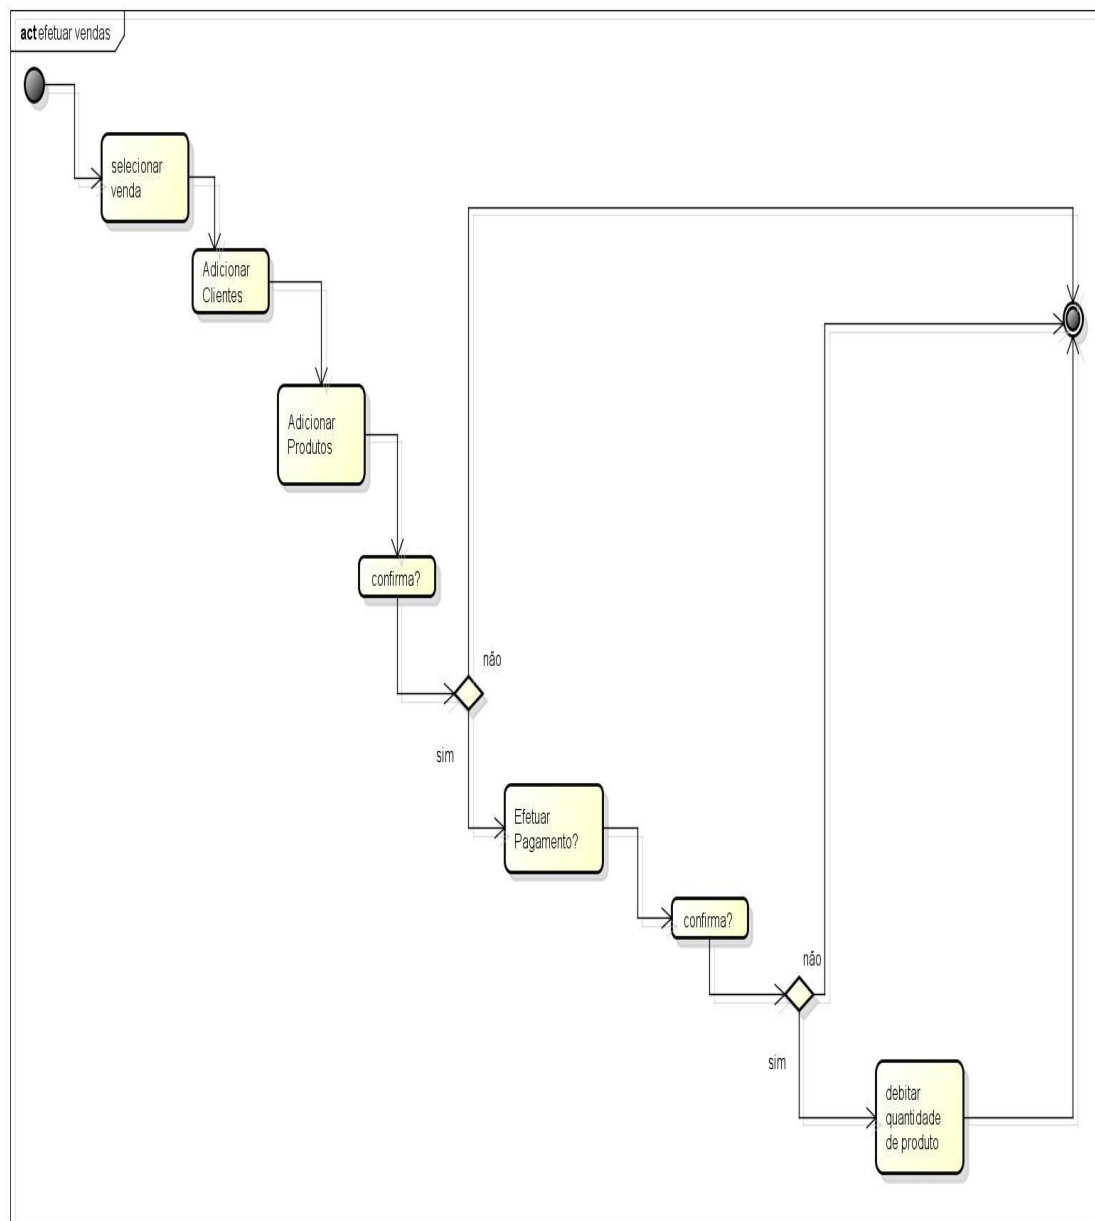 act efetuar vendas
selecionar
venda
Adicionar
Clientes
Adicionar
Produtos
confirma?
não
sim
Efetuar
Pagamento?
confirma?
não
sim
debitar
quantidade
de produto